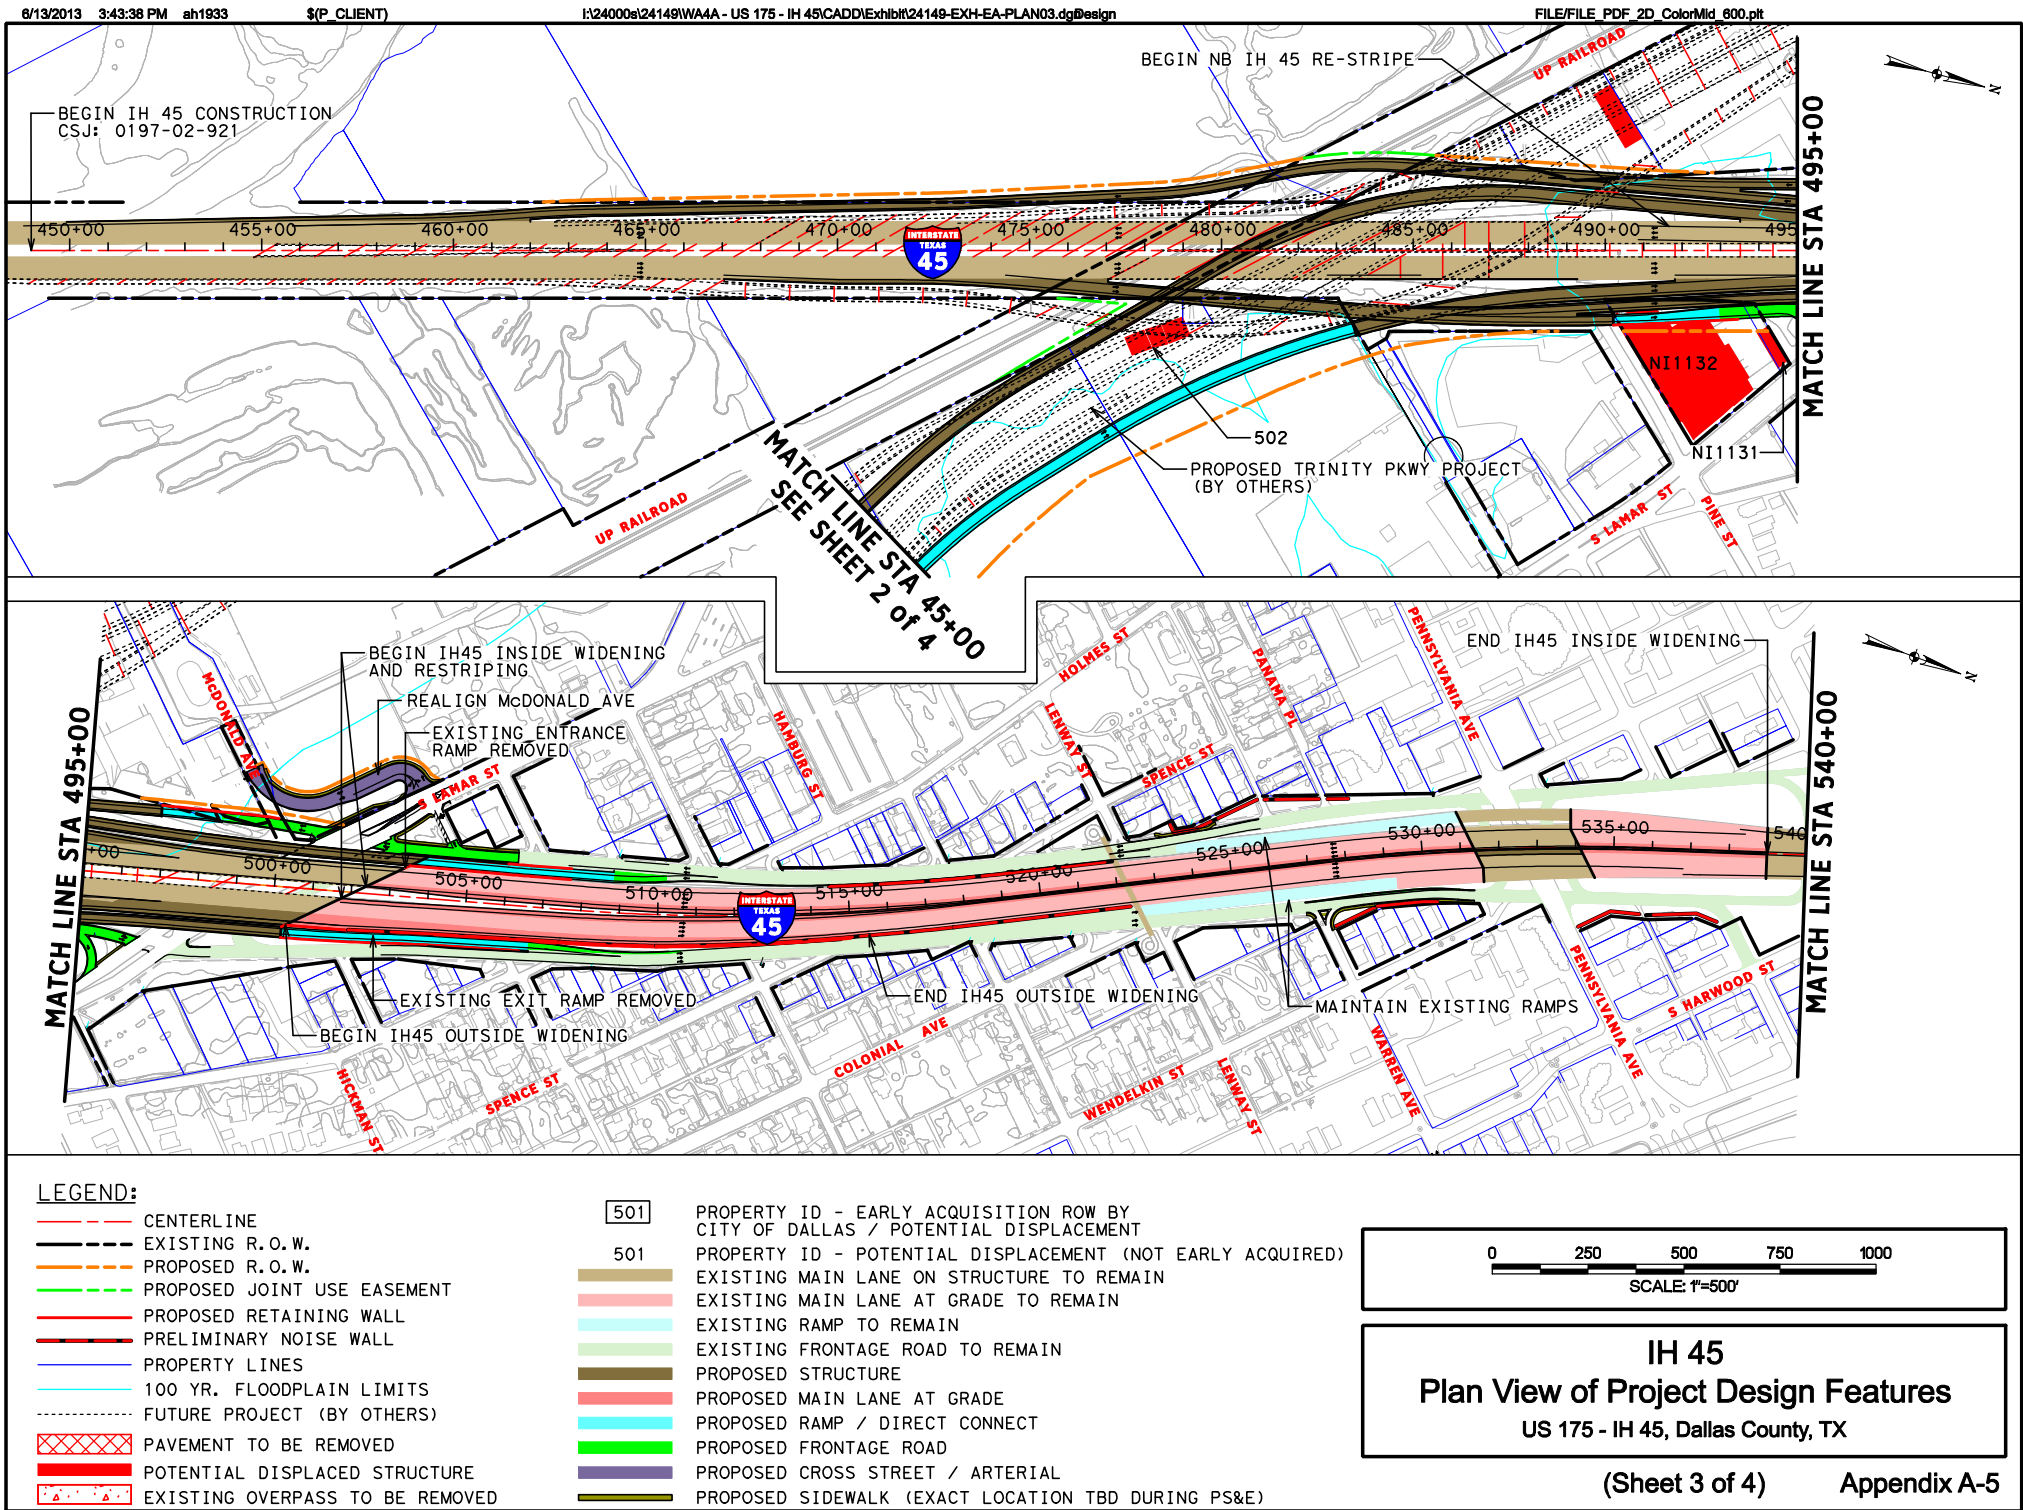 6/13/2013 3:43:38 PM ah1933 $(P_CLIENT) I:\24000s\24149\WA4A - US 175 - IH 45\CADD\Exhibit\24149-EXH-EA-PLAN03.dgn Design FILE/FILE_PDF_2D_ColorMid_600.plt
BEGIN NB IH 45 RE-STRIPE
UP RAILROAD
N
BEGIN IH 45 CONSTRUCTION
CSJ: 0197-02-921
450+00 455+00 460+00 465+00 470+00 475+00 480+00 485+00 490+00 495
INTERSTATE
TEXAS
45
MATCH LINE STA 495+00
NI1132
NI1131
502
PROPOSED TRINITY PKWY PROJECT
(BY OTHERS)
UP RAILROAD
S LAMAR ST
PINE ST
MATCH LINE STA 45+00
SEE SHEET 2 of 4
MATCH LINE STA 495+00
McDONALD AVE
BEGIN IH45 INSIDE WIDENING
AND RESTRIPING
REALIGN McDONALD AVE
EXISTING ENTRANCE
RAMP REMOVED
S LAMAR ST
HAMBURG ST
HOLMES ST
LENWAY ST
SPENCE ST
PANAMA PL
PENNSYLVANIA AVE
END IH45 INSIDE WIDENING
N
MATCH LINE STA 540+00
+00 500+00 505+00 510+00 515+00 520+00 525+00 530+00 535+00 540
INTERSTATE
TEXAS
45
EXISTING EXIT RAMP REMOVED
BEGIN IH45 OUTSIDE WIDENING
END IH45 OUTSIDE WIDENING
MAINTAIN EXISTING RAMPS
HICKMAN ST
SPENCE ST
COLONIAL AVE
WENDELKIN ST
LENWAY ST
WARREN AVE
PENNSYLVANIA AVE
S HARWOOD ST
LEGEND:
CENTERLINE
EXISTING R.O.W.
PROPOSED R.O.W.
PROPOSED JOINT USE EASEMENT
PROPOSED RETAINING WALL
PRELIMINARY NOISE WALL
PROPERTY LINES
100 YR. FLOODPLAIN LIMITS
FUTURE PROJECT (BY OTHERS)
PAVEMENT TO BE REMOVED
POTENTIAL DISPLACED STRUCTURE
EXISTING OVERPASS TO BE REMOVED
501 PROPERTY ID - EARLY ACQUISITION ROW BY
CITY OF DALLAS / POTENTIAL DISPLACEMENT
501 PROPERTY ID - POTENTIAL DISPLACEMENT (NOT EARLY ACQUIRED)
EXISTING MAIN LANE ON STRUCTURE TO REMAIN
EXISTING MAIN LANE AT GRADE TO REMAIN
EXISTING RAMP TO REMAIN
EXISTING FRONTAGE ROAD TO REMAIN
PROPOSED STRUCTURE
PROPOSED MAIN LANE AT GRADE
PROPOSED RAMP / DIRECT CONNECT
PROPOSED FRONTAGE ROAD
PROPOSED CROSS STREET / ARTERIAL
PROPOSED SIDEWALK (EXACT LOCATION TBD DURING PS&E)
0 250 500 750 1000
SCALE: 1"=500'
IH 45
Plan View of Project Design Features
US 175 - IH 45, Dallas County, TX
(Sheet 3 of 4) Appendix A-5